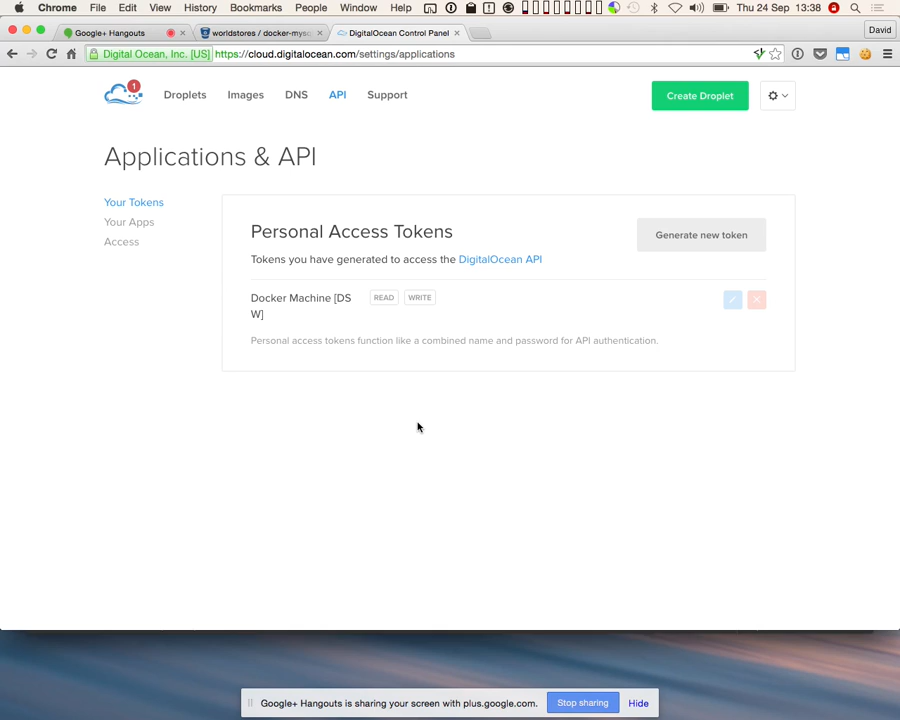 Chrome File Edit View History Bookmarks People Window Help Thu 24 Sep 13:38
Google+ Hangouts worldstores / docker-mys DigitalOcean Control Panel David
Digital Ocean, Inc. [US] https://cloud.digitalocean.com/settings/applications
1 Droplets Images DNS API Support Create Droplet
Applications & API
Your Tokens
Your Apps
Access
Personal Access Tokens Generate new token
Tokens you have generated to access the DigitalOcean API
Docker Machine [DS READ WRITE
W]
Personal access tokens function like a combined name and password for API authentication.
Google+ Hangouts is sharing your screen with plus.google.com. Stop sharing Hide